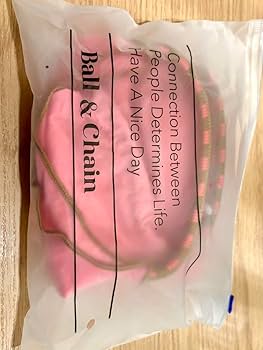 Connection Between
People Determines Life.
Have A Nice Day
Ball & Chain